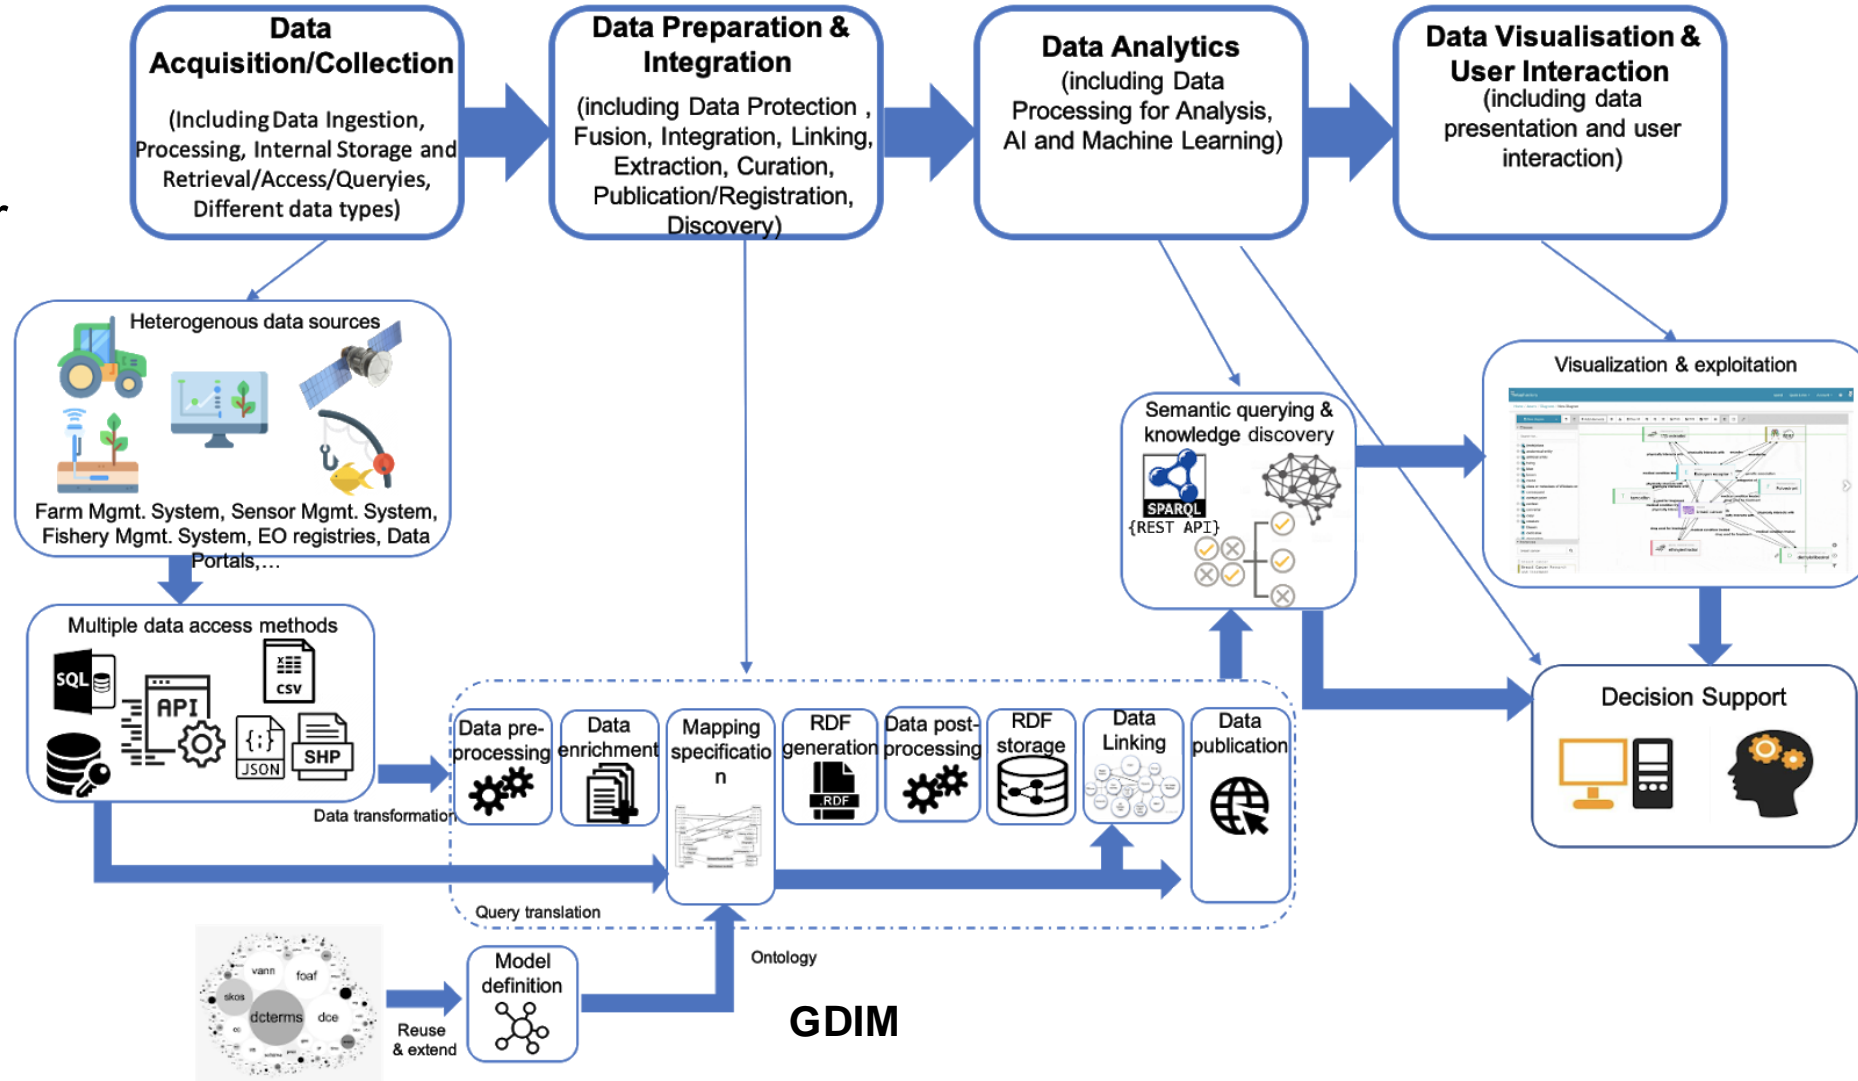 Data
Acquisition/Collection
(Including Data Ingestion,
Processing, Internal Storage and
Retrieval/Access/Queryies,
Different data types)
Data Preparation &
Integration
(including Data Protection ,
Fusion, Integration, Linking,
Extraction, Curation,
Publication/Registration,
Discovery)
Data Analytics
(including Data
Processing for Analysis,
AI and Machine Learning)
Data Visualisation &
User Interaction
(including data
presentation and user
interaction)
r
Heterogenous data sources
Farm Mgmt. System, Sensor Mgmt. System,
Fishery Mgmt. System, EO registries, Data
Portals,...
Multiple data access methods
SQL
API
CSV
{;}
JSON
SHP
Data transformation
Data pre-
processing
Data
enrichment
Mapping
specificatio
n
RDF
generation
.RDF
Data post-
processing
RDF
storage
Data
Linking
Data
publication
Query translation
Semantic querying &
knowledge discovery
SPARQL
{REST API}
Visualization & exploitation
Decision Support
vann
foaf
skos
dcterms
dce
Reuse
& extend
Model
definition
Ontology
GDIM